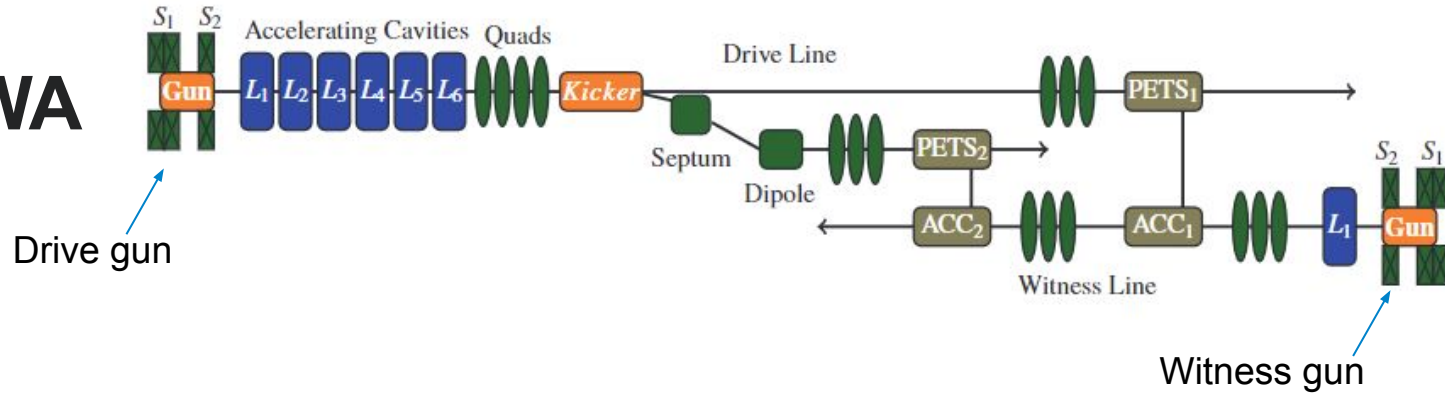 S₁ S₂
Accelerating Cavities
Quads
Gun
L₁ L₂ L₃ L₄ L₅ L₆
Kicker
Drive Line
PETS₁
Septum
Dipole
PETS₂
ACC₂
ACC₁
L₁
Gun
S₂ S₁
Witness Line
WA
Drive gun
Witness gun